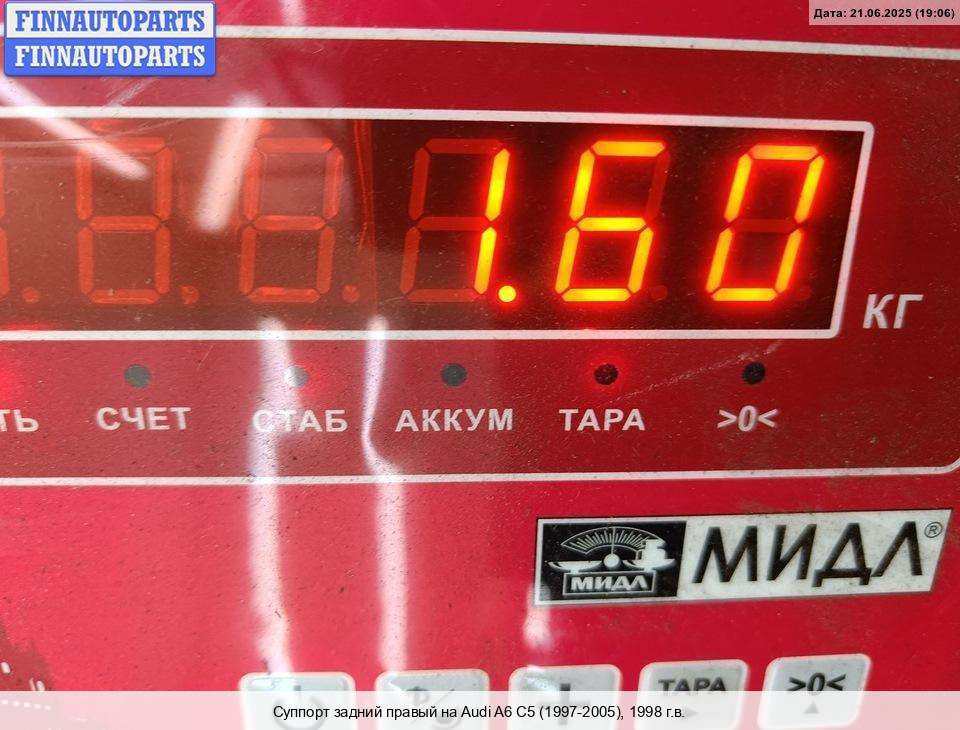 FINNAUTOPARTS
FINNAUTOPARTS
Дата: 21.06.2025 (19:06)
1.60
КГ
СЧЕТ СТАБ АККУМ ТАРА >0<
МИДЛ МИДЛ®
ТАРА >0<
Суппорт задний правый на Audi A6 C5 (1997-2005), 1998 г.в.